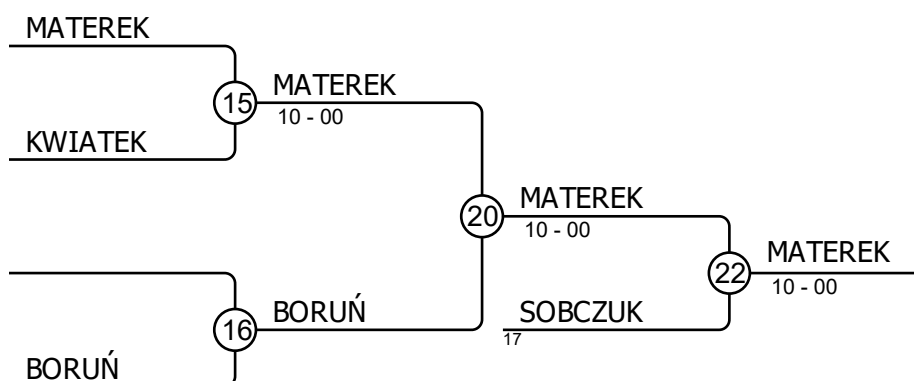 MATEREK
15
MATEREK
10 - 00
KWIATEK
20
MATEREK
10 - 00
22
MATEREK
10 - 00
16
BORUŃ
SOBCZUK
17
BORUŃ